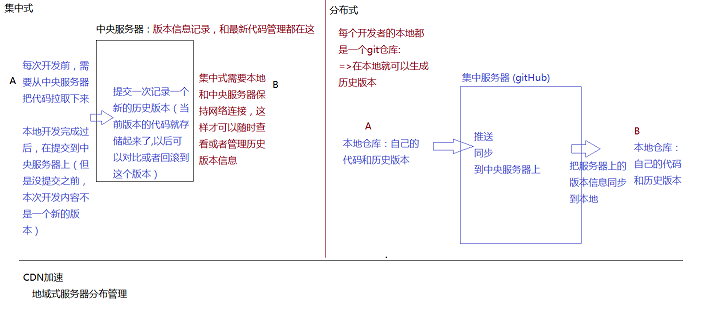 集中式
中央服务器：版本信息记录，和最新代码管理都在这
A
每次开发前，需
要从中央服务器
把代码拉取下来
本地开发完成过
后，在提交到中
央服务器上（但
是没提交之前，
本次开发内容不
是一个新的版
本）
提交一次记录一个
新的历史版本（当
前版本的代码就存
储起来了,以后可
以对比或者回滚到
这个版本）
集中式需要本地
和中央服务器保
持网络连接，这
样才可以随时查
看或者管理历史
版本信息
B
分布式
每个开发者的本地都
是一个git仓库:
=>在本地就可以生成
历史版本
集中服务器 (gitHub)
A
本地仓库：自己的
代码和历史版本
推送
同步
到中央服务器上
把服务器上的
版本信息同步
到本地
B
本地仓库：
自己的代码
和历史版本
CDN加速
地域式服务器分布管理